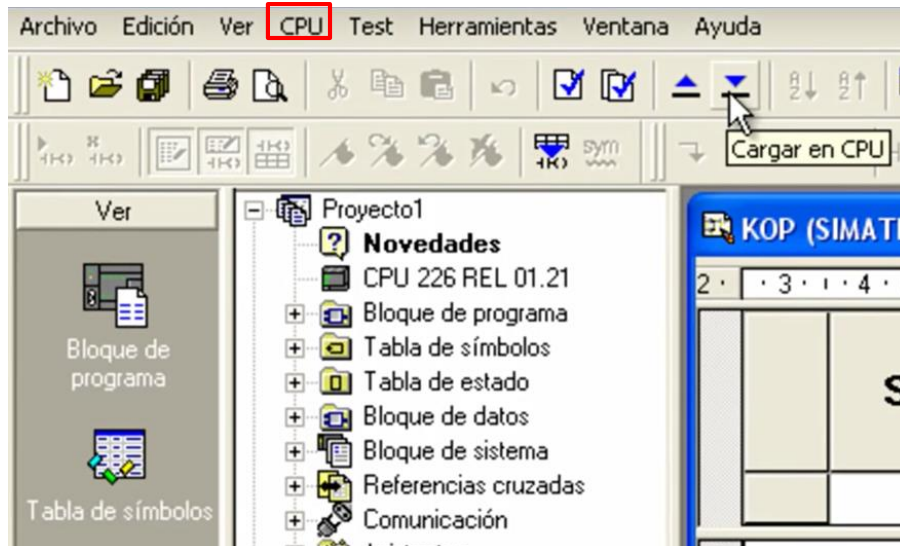 Archivo Edición Ver CPU Test Herramientas Ventana Ayuda
sym
Cargar en CPU
Ver
Bloque de
programa
Tabla de símbolos
Proyecto1
Novedades
CPU 226 REL 01.21
Bloque de programa
Tabla de símbolos
Tabla de estado
Bloque de datos
Bloque de sistema
Referencias cruzadas
Comunicación
KOP (SIMATI
2 · · 3 · ı · 4 ·
S